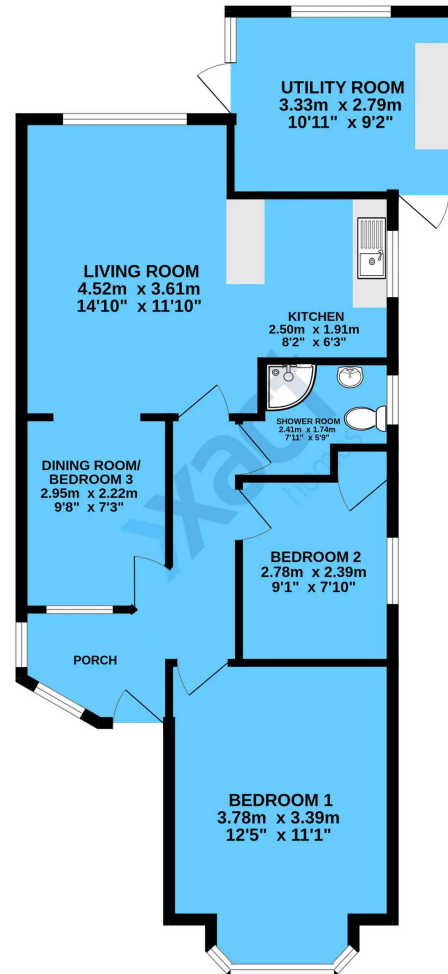 UTILITY ROOM
3.33m x 2.79m
10'11" x 9'2"
LIVING ROOM
4.52m x 3.61m
14'10" x 11'10"
KITCHEN
2.50m x 1.91m
8'2" x 6'3"
SHOWER ROOM
2.41m x 1.74m
7'11" x 5'9"
DINING ROOM/
BEDROOM 3
2.95m x 2.22m
9'8" x 7'3"
BEDROOM 2
2.78m x 2.39m
9'1" x 7'10"
PORCH
BEDROOM 1
3.78m x 3.39m
12'5" x 11'1"
xact
homes